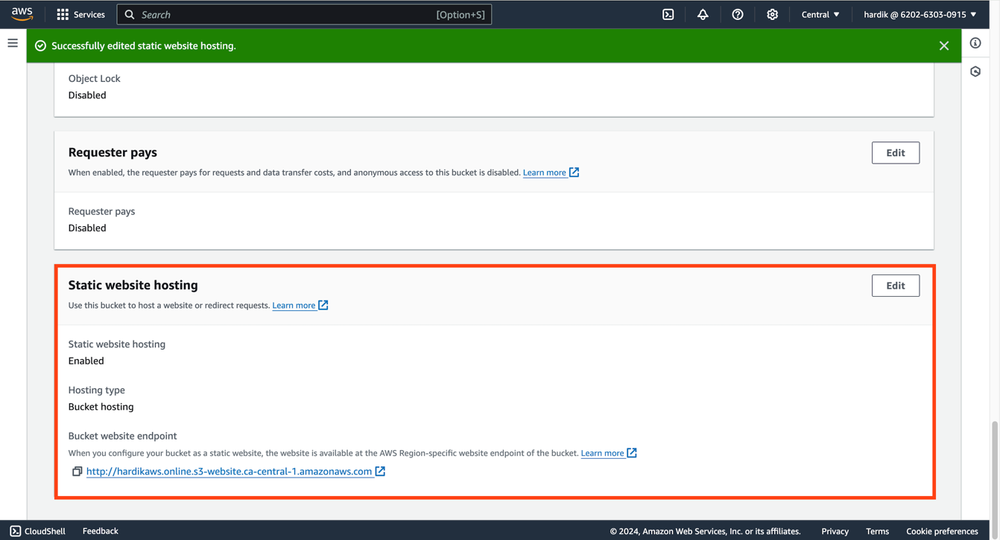 aws
Services
Search
[Option+S]
Central ▼
hardik @ 6202-6303-0915 ▼
Successfully edited static website hosting.
Object Lock
Disabled
Requester pays
Edit
When enabled, the requester pays for requests and data transfer costs, and anonymous access to this bucket is disabled. Learn more
Requester pays
Disabled
Static website hosting
Edit
Use this bucket to host a website or redirect requests. Learn more
Static website hosting
Enabled
Hosting type
Bucket hosting
Bucket website endpoint
When you configure your bucket as a static website, the website is available at the AWS Region-specific website endpoint of the bucket. Learn more
http://hardikaws.online.s3-website.ca-central-1.amazonaws.com
CloudShell
Feedback
© 2024, Amazon Web Services, Inc. or its affiliates.
Privacy
Terms
Cookie preferences